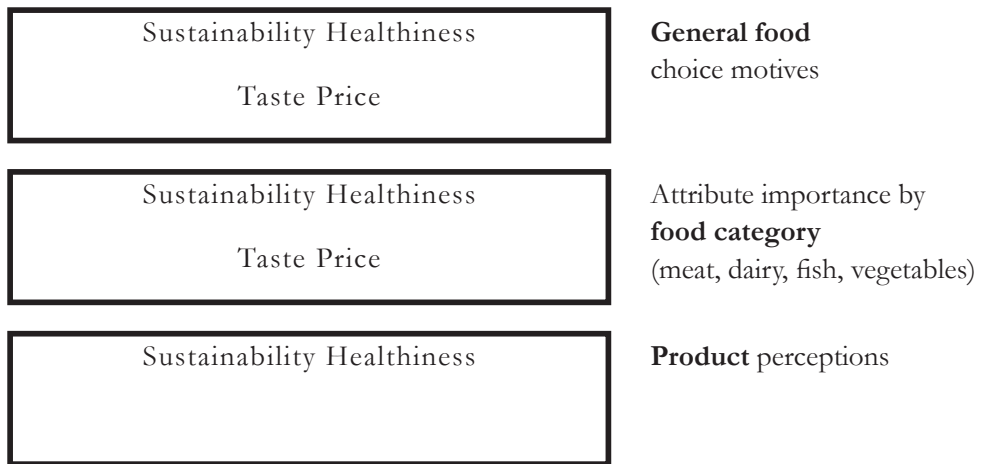 Sustainability Healthiness
Taste Price
General food
choice motives
Sustainability Healthiness
Taste Price
Attribute importance by
food category
(meat, dairy, fish, vegetables)
Sustainability Healthiness
Product perceptions